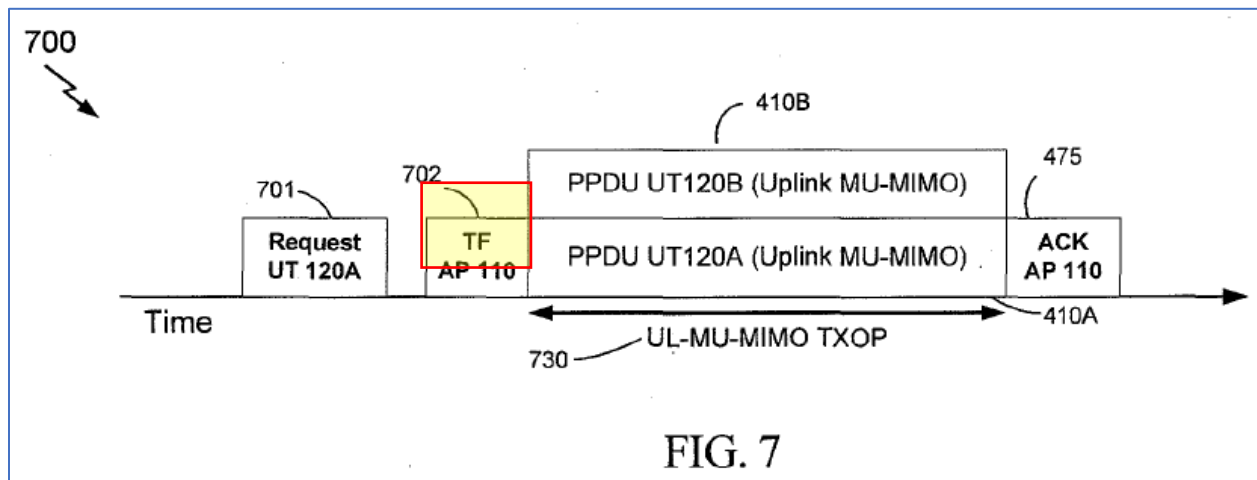 700
410B
475
702
701
PPDU UT120B (Uplink MU-MIMO)
Request
UT 120A
TF
AP 110
PPDU UT120A (Uplink MU-MIMO)
ACK
AP 110
Time
UL-MU-MIMO TXOP
410A
730
FIG. 7